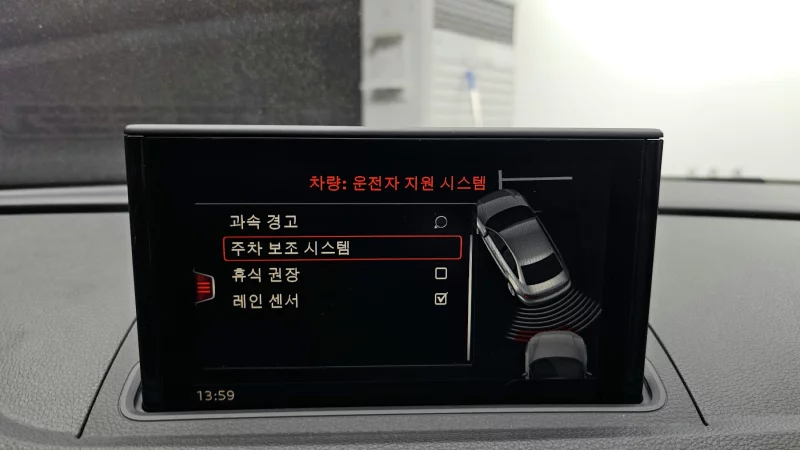 차량: 운전자 지원 시스템
과속 경고
주차 보조 시스템
휴식 권장
레인 센서
13:59